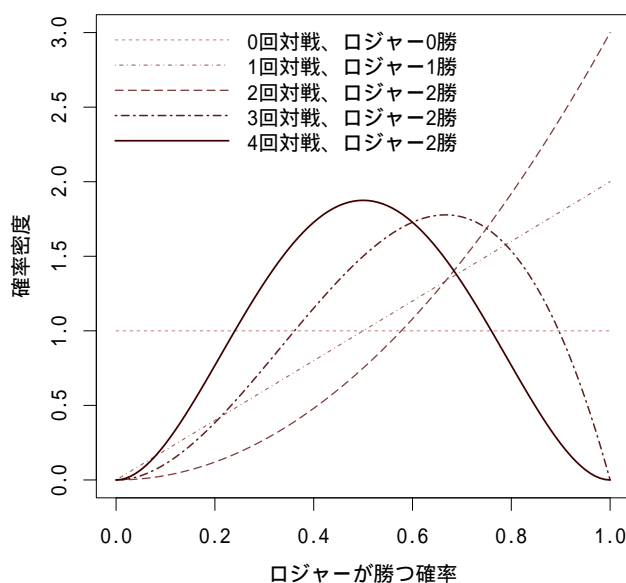 0回対戦、ロジャー0勝
1回対戦、ロジャー1勝
2回対戦、ロジャー2勝
3回対戦、ロジャー2勝
4回対戦、ロジャー2勝
確率密度
3.0
2.5
2.0
1.5
1.0
0.5
0.0
0.0 0.2 0.4 0.6 0.8 1.0
ロジャーが勝つ確率